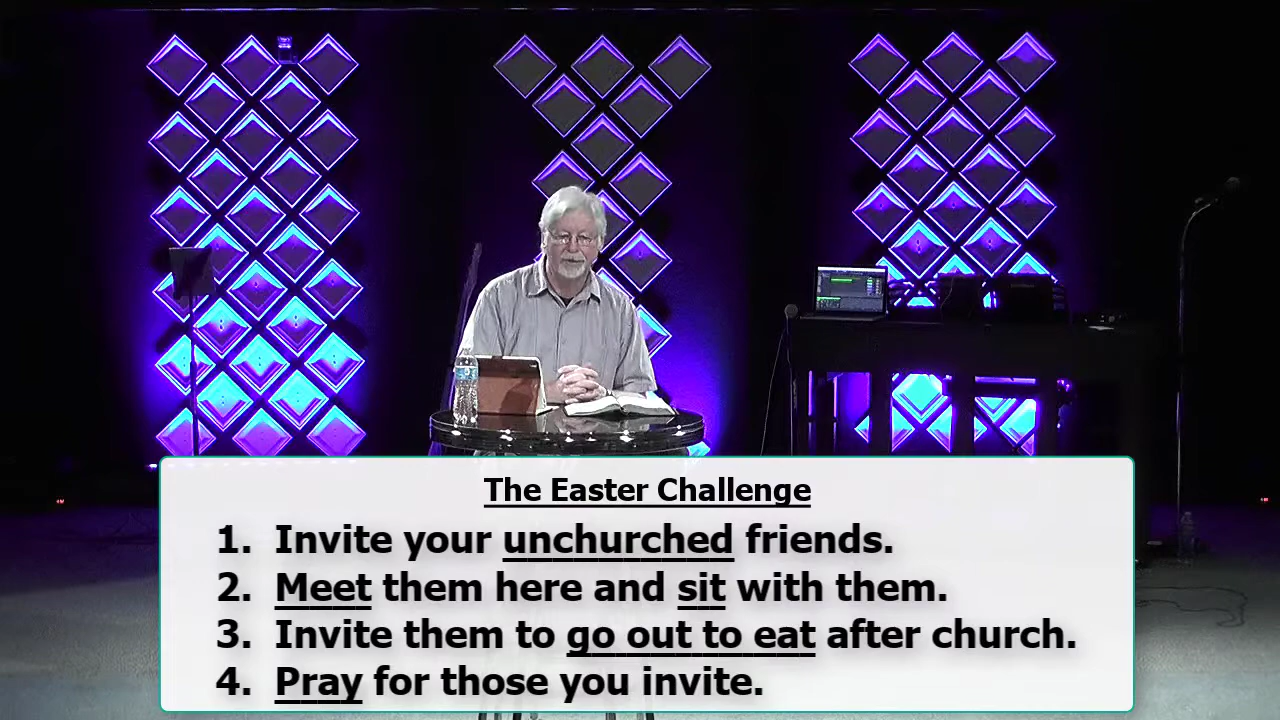 The Easter Challenge
1. Invite your unchurched friends.
2. Meet them here and sit with them.
3. Invite them to go out to eat after church.
4. Pray for those you invite.